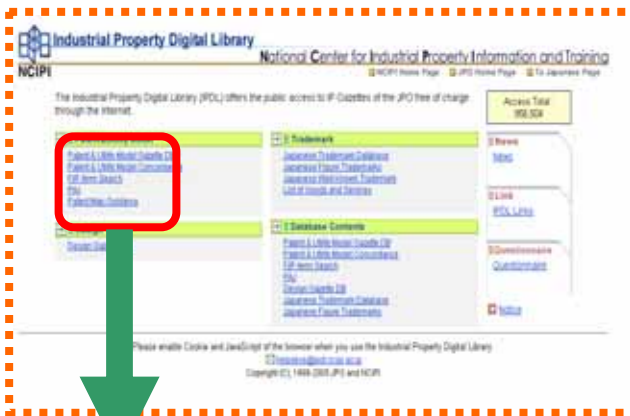 Industrial Property Digital Library
National Center for Industrial Property Information and Training
NCIPI
NCIPI Home Page JPO Home Page To Japanese Page
The Industrial Property Digital Library (IPDL) offers the public access to IP Gazettes of the JPO free of charge through the Internet.
Access Total
Patent & Utility Model Gazette DB
Patent & Utility Model Concordance
FI/F-term Search
PAJ
Patent Map Guidance
Design
Trademark
Japanese Trademark Database
Japanese Figure Trademarks
Japanese Well-Known Trademark
List of Goods and Services
Database Contents
Patent & Utility Model Gazette DB
Patent & Utility Model Concordance
FI/F-term Search
PAJ
Design Gazette DB
Japanese Trademark Database
Japanese Figure Trademarks
News
News
Link
IPDL Links
Questionnaire
Questionnaire
Notice
Please enable Cookie and JavaScript of the browser when you use the Industrial Property Digital Library.
Copyright (C), 1998-2005 JPO and NCIPI